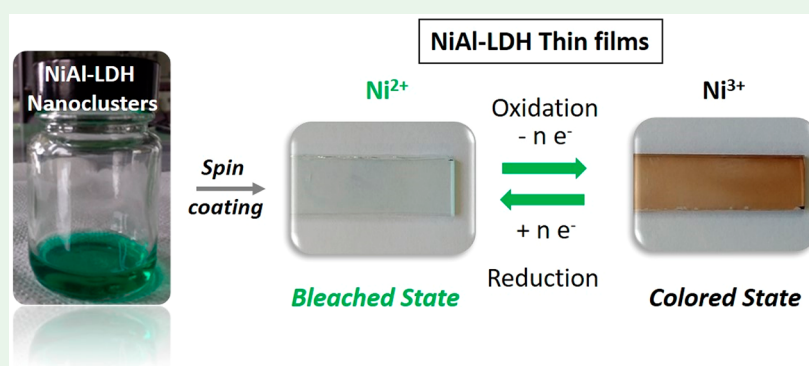 NiAl-LDH Thin films
NiAl-LDH
Nanoclusters
Spin
coating
Ni²⁺
Bleached State
Oxidation
- n e⁻
+ n e⁻
Reduction
Ni³⁺
Colored State